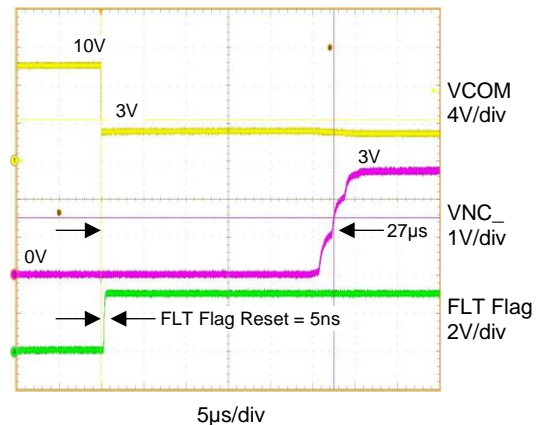 10V
3V
VCOM
4V/div
3V
VNC_
1V/div
27µs
0V
FLT Flag Reset = 5ns
FLT Flag
2V/div
5µs/div